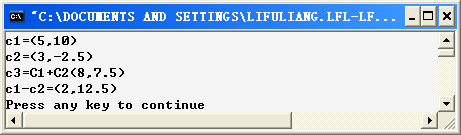 "C:\DOCUMENTS AND SETTINGS\LIFULIANG.LFL-LF...
c1=(5,10)
c2=(3,-2.5)
c3=C1+C2(8,7.5)
c1-c2=(2,12.5)
Press any key to continue